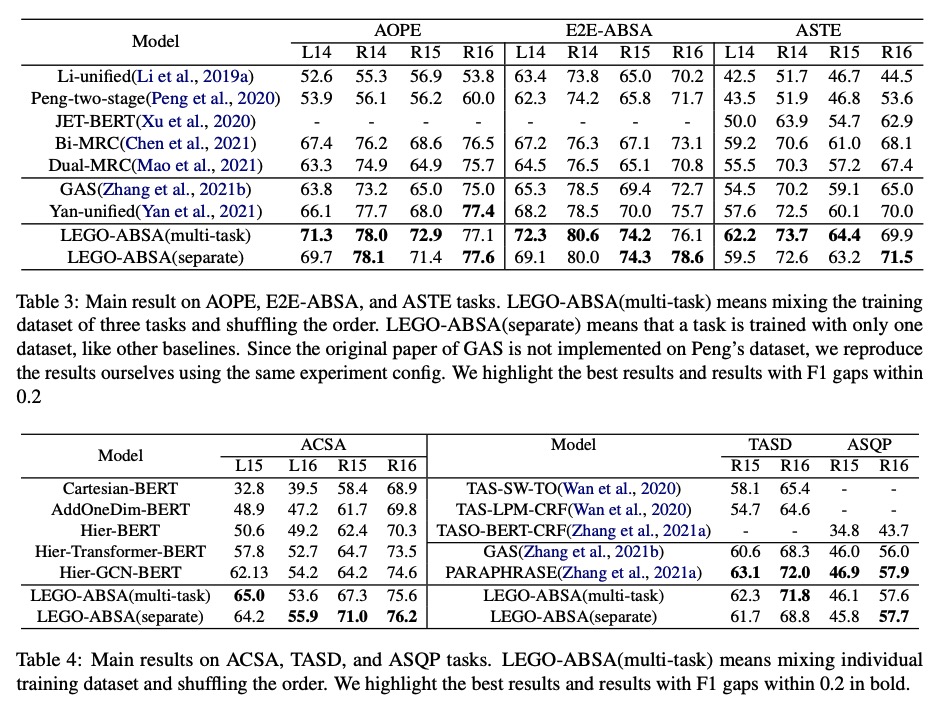 Model AOPE E2E-ABSA ASTE
L14 R14 R15 R16 L14 R14 R15 R16 L14 R14 R15 R16
Li-unified(Li et al., 2019a) 52.6 55.3 56.9 53.8 63.4 73.8 65.0 70.2 42.5 51.7 46.7 44.5
Peng-two-stage(Peng et al., 2020) 53.9 56.1 56.2 60.0 62.3 74.2 65.8 71.7 43.5 51.9 46.8 53.6
JET-BERT(Xu et al., 2020) - - - - - - - - 50.0 63.9 54.7 62.9
Bi-MRC(Chen et al., 2021) 67.4 76.2 68.6 76.5 67.2 76.3 67.1 73.1 59.2 70.6 61.0 68.1
Dual-MRC(Mao et al., 2021) 63.3 74.9 64.9 75.7 64.5 76.5 65.1 70.8 55.5 70.3 57.2 67.4
GAS(Zhang et al., 2021b) 63.8 73.2 65.0 75.0 65.3 78.5 69.4 72.7 54.5 70.2 59.1 65.0
Yan-unified(Yan et al., 2021) 66.1 77.7 68.0 77.4 68.2 78.5 70.0 75.7 57.6 72.5 60.1 70.0
LEGO-ABSA(multi-task) 71.3 78.0 72.9 77.1 72.3 80.6 74.2 76.1 62.2 73.7 64.4 69.9
LEGO-ABSA(separate) 69.7 78.1 71.4 77.6 69.1 80.0 74.3 78.6 59.5 72.6 63.2 71.5
Table 3: Main result on AOPE, E2E-ABSA, and ASTE tasks. LEGO-ABSA(multi-task) means mixing the training
dataset of three tasks and shuffling the order. LEGO-ABSA(separate) means that a task is trained with only one
dataset, like other baselines. Since the original paper of GAS is not implemented on Peng's dataset, we reproduce
the results ourselves using the same experiment config. We highlight the best results and results with F1 gaps within
0.2
Model ACSA Model TASD ASQP
L15 L16 R15 R16 R15 R16 R15 R16
Cartesian-BERT 32.8 39.5 58.4 68.9 TAS-SW-TO(Wan et al., 2020) 58.1 65.4 - -
AddOneDim-BERT 48.9 47.2 61.7 69.8 TAS-LPM-CRF(Wan et al., 2020) 54.7 64.6 - -
Hier-BERT 50.6 49.2 62.4 70.3 TASO-BERT-CRF(Zhang et al., 2021a) - - 34.8 43.7
Hier-Transformer-BERT 57.8 52.7 64.7 73.5 GAS(Zhang et al., 2021b) 60.6 68.3 46.0 56.0
Hier-GCN-BERT 62.13 54.2 64.2 74.6 PARAPHRASE(Zhang et al., 2021a) 63.1 72.0 46.9 57.9
LEGO-ABSA(multi-task) 65.0 53.6 67.3 75.6 LEGO-ABSA(multi-task) 62.3 71.8 46.1 57.6
LEGO-ABSA(separate) 64.2 55.9 71.0 76.2 LEGO-ABSA(separate) 61.7 68.8 45.8 57.7
Table 4: Main results on ACSA, TASD, and ASQP tasks. LEGO-ABSA(multi-task) means mixing individual
training dataset and shuffling the order. We highlight the best results and results with F1 gaps within 0.2 in bold.